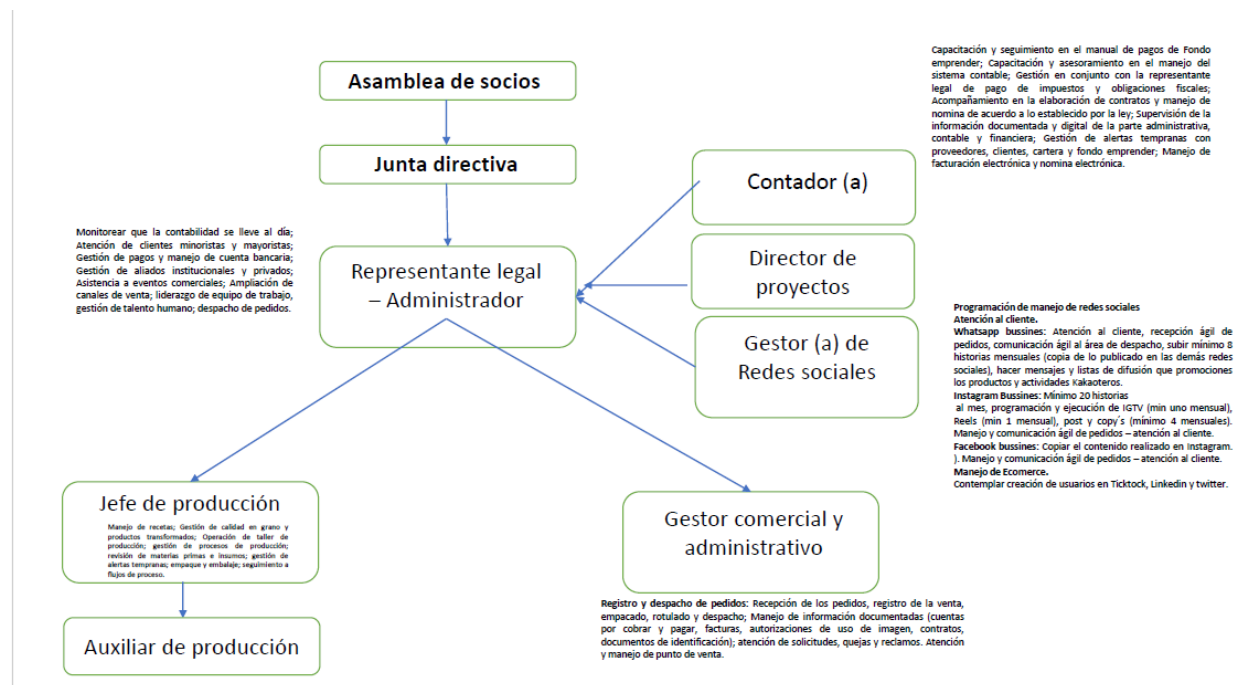 Asamblea de socios
Junta directiva
Representante legal
– Administrador
Monitorear que la contabilidad se lleve al día;
Atención de clientes minoristas y mayoristas;
Gestión de pagos y manejo de cuenta bancaria;
Gestión de aliados institucionales y privados;
Asistencia a eventos comerciales; Ampliación de
canales de venta; liderazgo de equipo de trabajo,
gestión de talento humano; despacho de pedidos.
Contador (a)
Capacitación y seguimiento en el manual de pagos de Fondo
emprender; Capacitación y asesoramiento en el manejo del
sistema contable; Gestión en conjunto con la representante
legal de pago de impuestos y obligaciones fiscales;
Acompañamiento en la elaboración de contratos y manejo de
nomina de acuerdo a lo establecido por la ley; Supervisión de la
información documentada y digital de la parte administrativa,
contable y financiera; Gestión de alertas tempranas con
proveedores, clientes, cartera y fondo emprender; Manejo de
facturación electrónica y nomina electrónica.
Director de
proyectos
Gestor (a) de
Redes sociales
Programación de manejo de redes sociales
Atención al cliente.
Whatsapp bussines: Atención al cliente, recepción ágil de
pedidos, comunicación ágil al área de despacho, subir mínimo 8
historias mensuales (copia de lo publicado en las demás redes
sociales), hacer mensajes y listas de difusión que promociones
los productos y actividades Kakaoteros.
Instagram Bussines: Mínimo 20 historias
al mes, programación y ejecución de IGTV (min uno mensual),
Reels (min 1 mensual), post y copy´s (mínimo 4 mensuales).
Manejo y comunicación ágil de pedidos – atención al cliente.
Facebook bussines: Copiar el contenido realizado en Instagram.
). Manejo y comunicación ágil de pedidos – atención al cliente.
Manejo de Ecomerce.
Contemplar creación de usuarios en Ticktock, Linkedin y twitter.
Jefe de producción
Manejo de recetas; Gestión de calidad en grano y
productos transformados; Operación de taller de
producción; gestión de procesos de producción;
revisión de materias primas e insumos; gestión de
alertas tempranas; empaque y embalaje; seguimiento a
flujos de proceso.
Auxiliar de producción
Gestor comercial y
administrativo
Registro y despacho de pedidos: Recepción de los pedidos, registro de la venta,
empacado, rotulado y despacho; Manejo de información documentadas (cuentas
por cobrar y pagar, facturas, autorizaciones de uso de imagen, contratos,
documentos de identificación); atención de solicitudes, quejas y reclamos. Atención
y manejo de punto de venta.